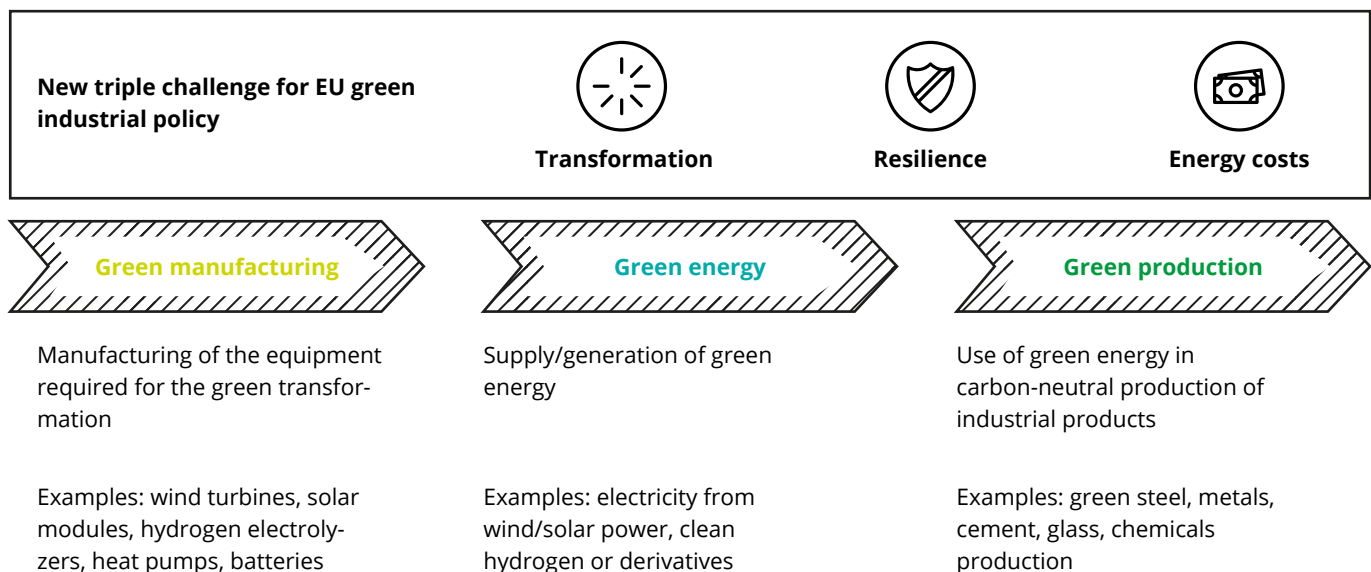 New triple challenge for EU green
industrial policy
Transformation
Resilience
Energy costs
Green manufacturing
Green energy
Green production
Manufacturing of the equipment
required for the green transfor-
mation
Supply/generation of green
energy
Use of green energy in
carbon-neutral production of
industrial products
Examples: wind turbines, solar
modules, hydrogen electroly-
zers, heat pumps, batteries
Examples: electricity from
wind/solar power, clean
hydrogen or derivatives
Examples: green steel, metals,
cement, glass, chemicals
production